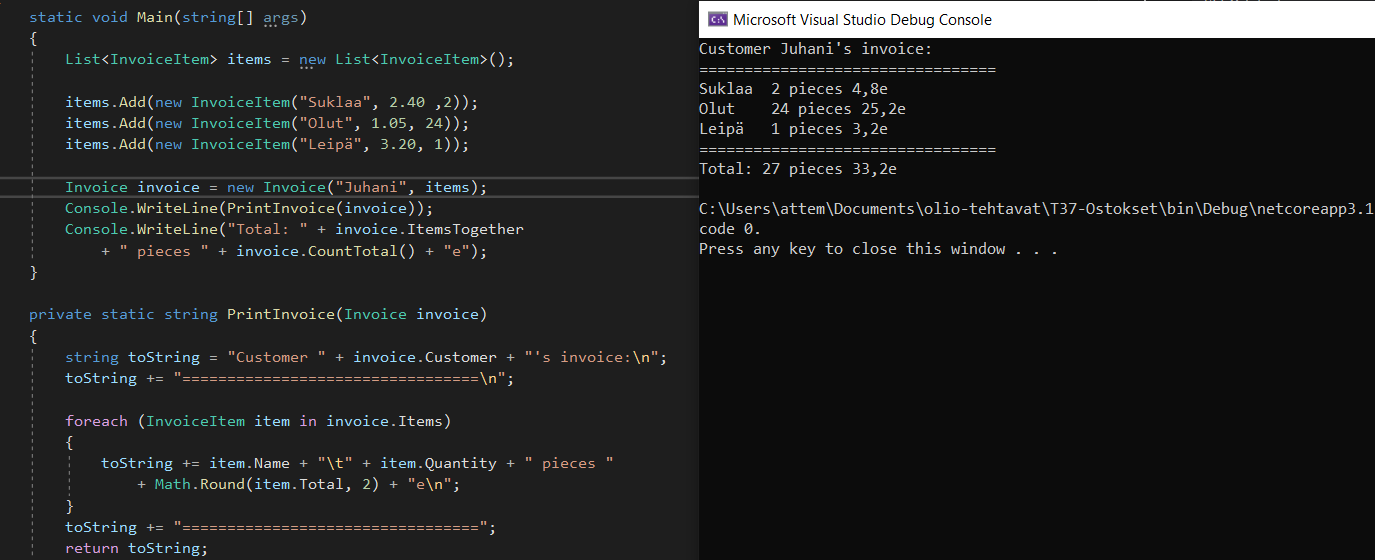 static void Main(string[] args)
{
    List<InvoiceItem> items = new List<InvoiceItem>();

    items.Add(new InvoiceItem("Suklaa", 2.40 ,2));
    items.Add(new InvoiceItem("Olut", 1.05, 24));
    items.Add(new InvoiceItem("Leipä", 3.20, 1));

    Invoice invoice = new Invoice("Juhani", items);
    Console.WriteLine(PrintInvoice(invoice));
    Console.WriteLine("Total: " + invoice.ItemsTogether
        + " pieces " + invoice.CountTotal() + "e");
}

private static string PrintInvoice(Invoice invoice)
{
    string toString = "Customer " + invoice.Customer + "'s invoice:\n";
    toString += "=================================\n";

    foreach (InvoiceItem item in invoice.Items)
    {
        toString += item.Name + "\t" + item.Quantity + " pieces "
            + Math.Round(item.Total, 2) + "e\n";
    }
    toString += "=================================";
    return toString;
Microsoft Visual Studio Debug Console
Customer Juhani's invoice:
=================================
Suklaa  2 pieces 4,8e
Olut    24 pieces 25,2e
Leipä   1 pieces 3,2e
=================================
Total: 27 pieces 33,2e

C:\Users\attem\Documents\olio-tehtavat\T37-Ostokset\bin\Debug\netcoreapp3.1
code 0.
Press any key to close this window . . .